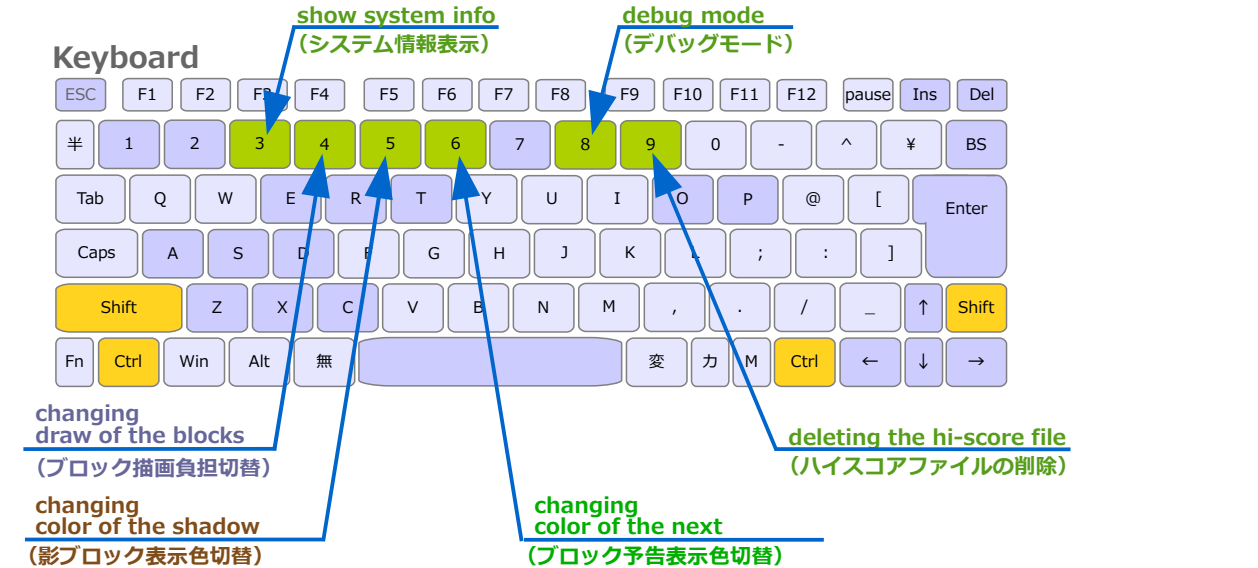 show system info
（システム情報表示）
debug mode
（デバッグモード）
Keyboard
ESC F1 F2 F3 F4 F5 F6 F7 F8 F9 F10 F11 F12 pause Ins Del
半 1 2 3 4 5 6 7 8 9 0 - ^ ¥ BS
Tab Q W E R T Y U I O P @ [ Enter
Caps A S D F G H J K L ; : ]
Shift Z X C V B N M , . / _ ↑ Shift
Fn Ctrl Win Alt 無 変 カ M Ctrl ← ↓ →
changing
draw of the blocks
（ブロック描画負担切替）
deleting the hi-score file
（ハイスコアファイルの削除）
changing
color of the shadow
（影ブロック表示色切替）
changing
color of the next
（ブロック予告表示色切替）